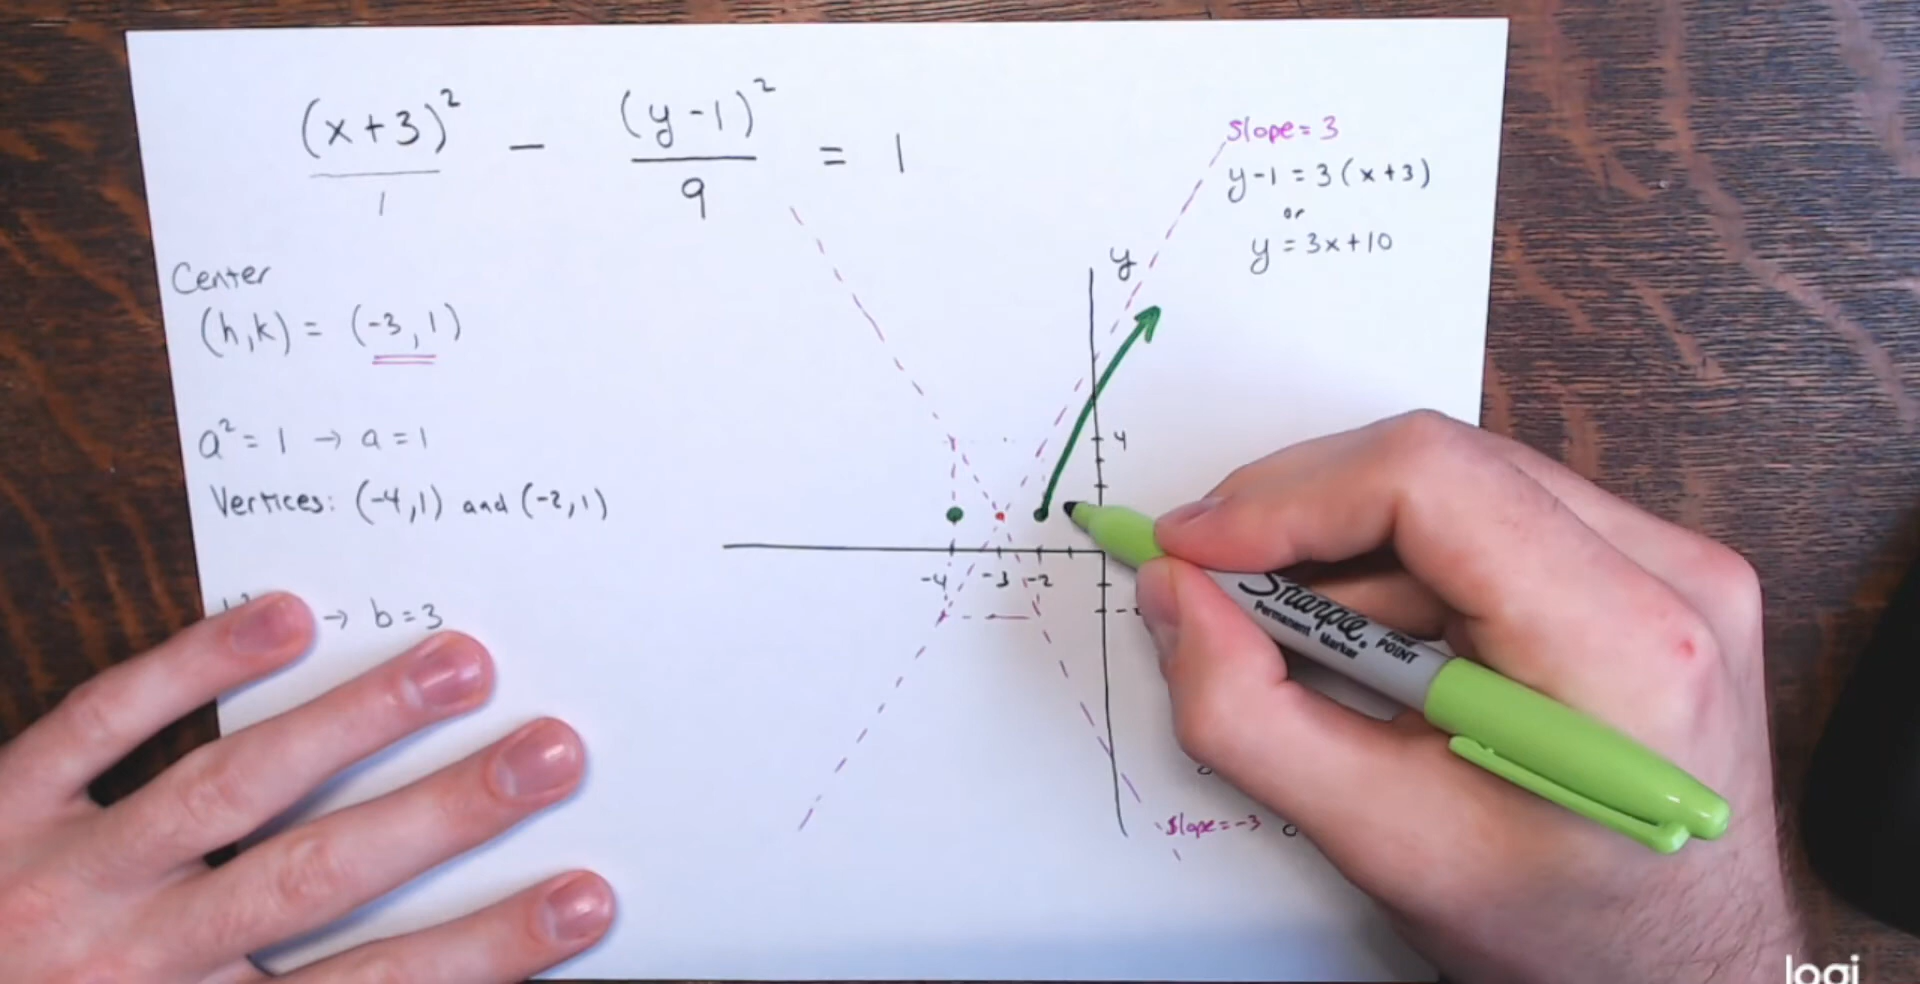 (x+3)² / 1 - (y-1)² / 9 = 1
Slope = 3
y-1 = 3(x+3)
or
y = 3x+10
Center
(h,k) = (-3,1)
a² = 1 → a = 1
Vertices: (-4,1) and (-2,1)
→ b = 3
y
4
-4 -3 -2
Slope = -3
Sharpie.
FINE POINT
Permanent Marker
logi